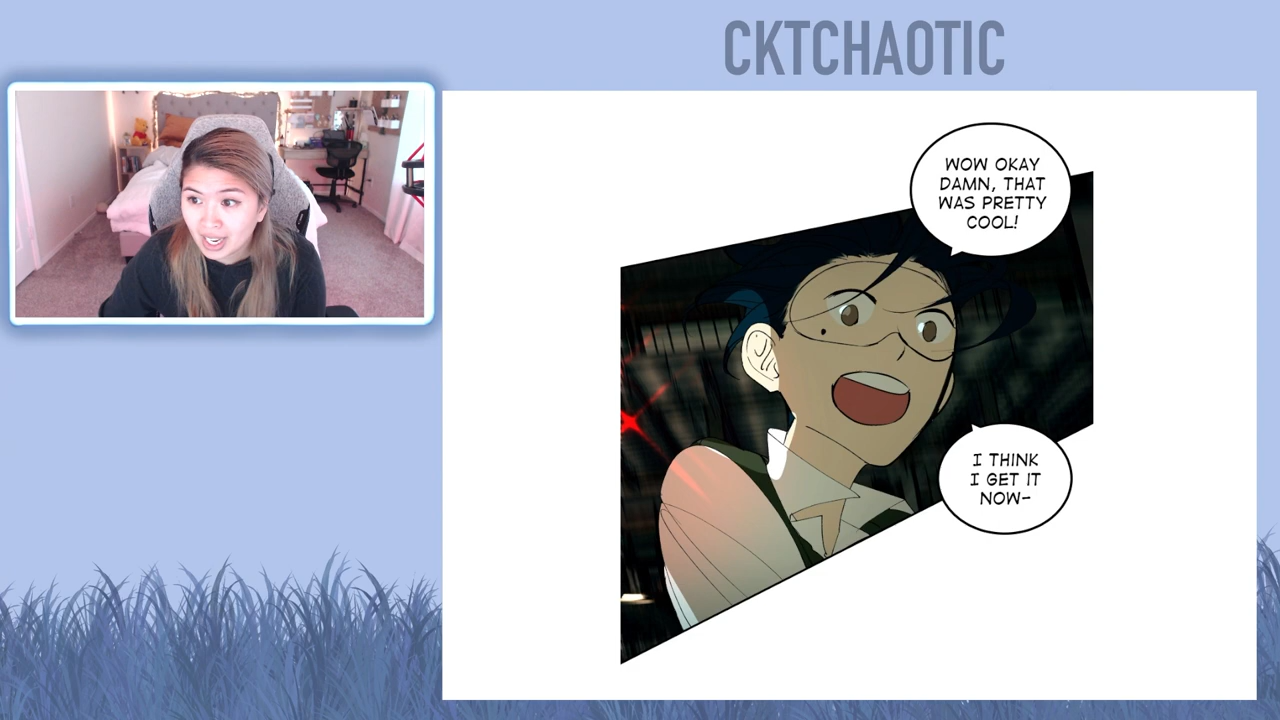 CKTCHAOTIC
WOW OKAY
DAMN, THAT
WAS PRETTY
COOL!
I THINK
I GET IT
NOW-